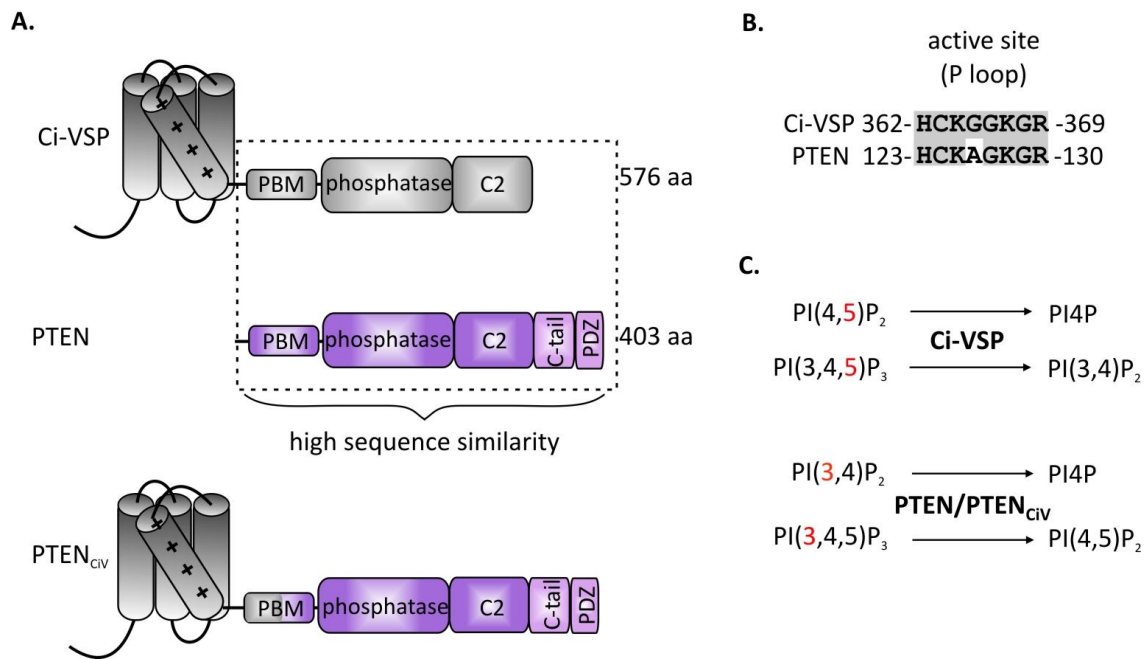 A.
Ci-VSP
+
+
+
+
PBM phosphatase C2 576 aa
PTEN
PBM phosphatase C2 C-tail PDZ 403 aa
high sequence similarity
PTENCiV
+
+
+
+
PBM phosphatase C2 C-tail PDZ
B.
active site
(P loop)
Ci-VSP 362-HCKGGKGR-369
PTEN 123-HCKAGKGR-130
C.
PI(4,5)P2 PI4P
Ci-VSP
PI(3,4,5)P3 PI(3,4)P2
PI(3,4)P2 PI4P
PTEN/PTENCiV
PI(3,4,5)P3 PI(4,5)P2